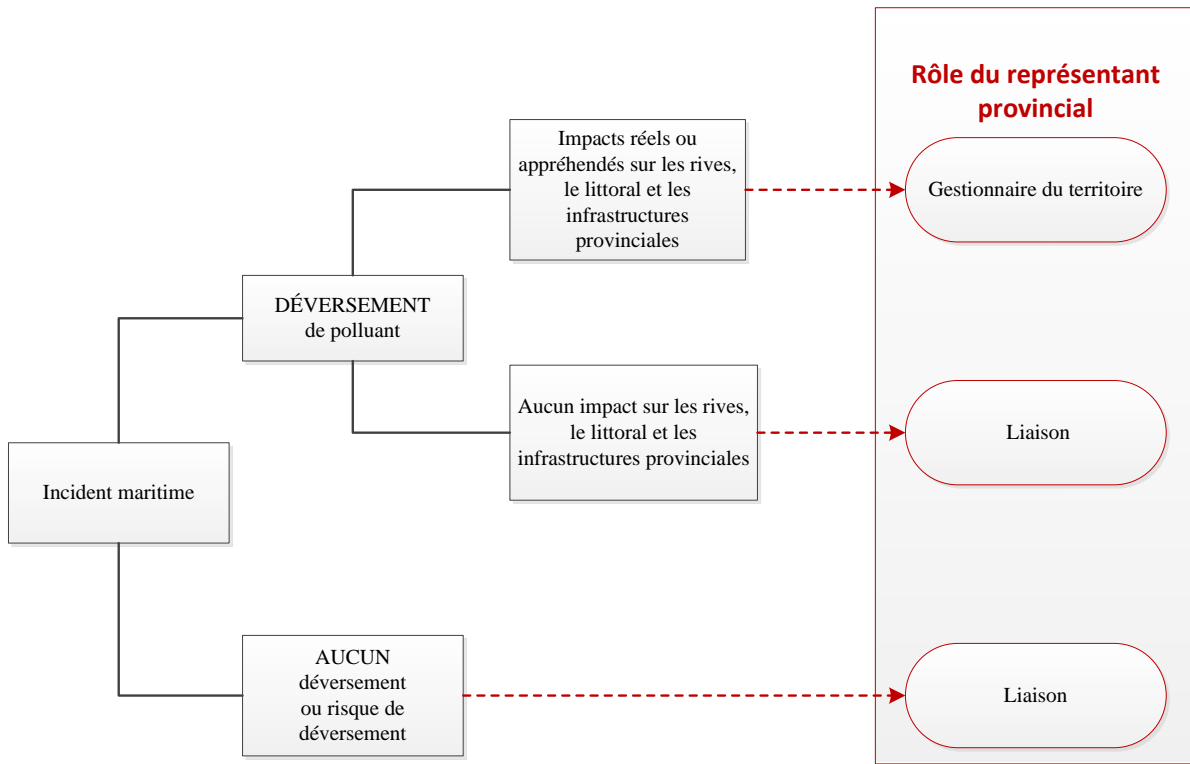 Rôle du représentant
provincial
Impacts réels ou
appréhendés sur les rives,
le littoral et les
infrastructures
provinciales
Gestionnaire du territoire
DÉVERSEMENT
de polluant
Aucun impact sur les rives,
le littoral et les
infrastructures provinciales
Liaison
Incident maritime
AUCUN
déversement
ou risque de
déversement
Liaison